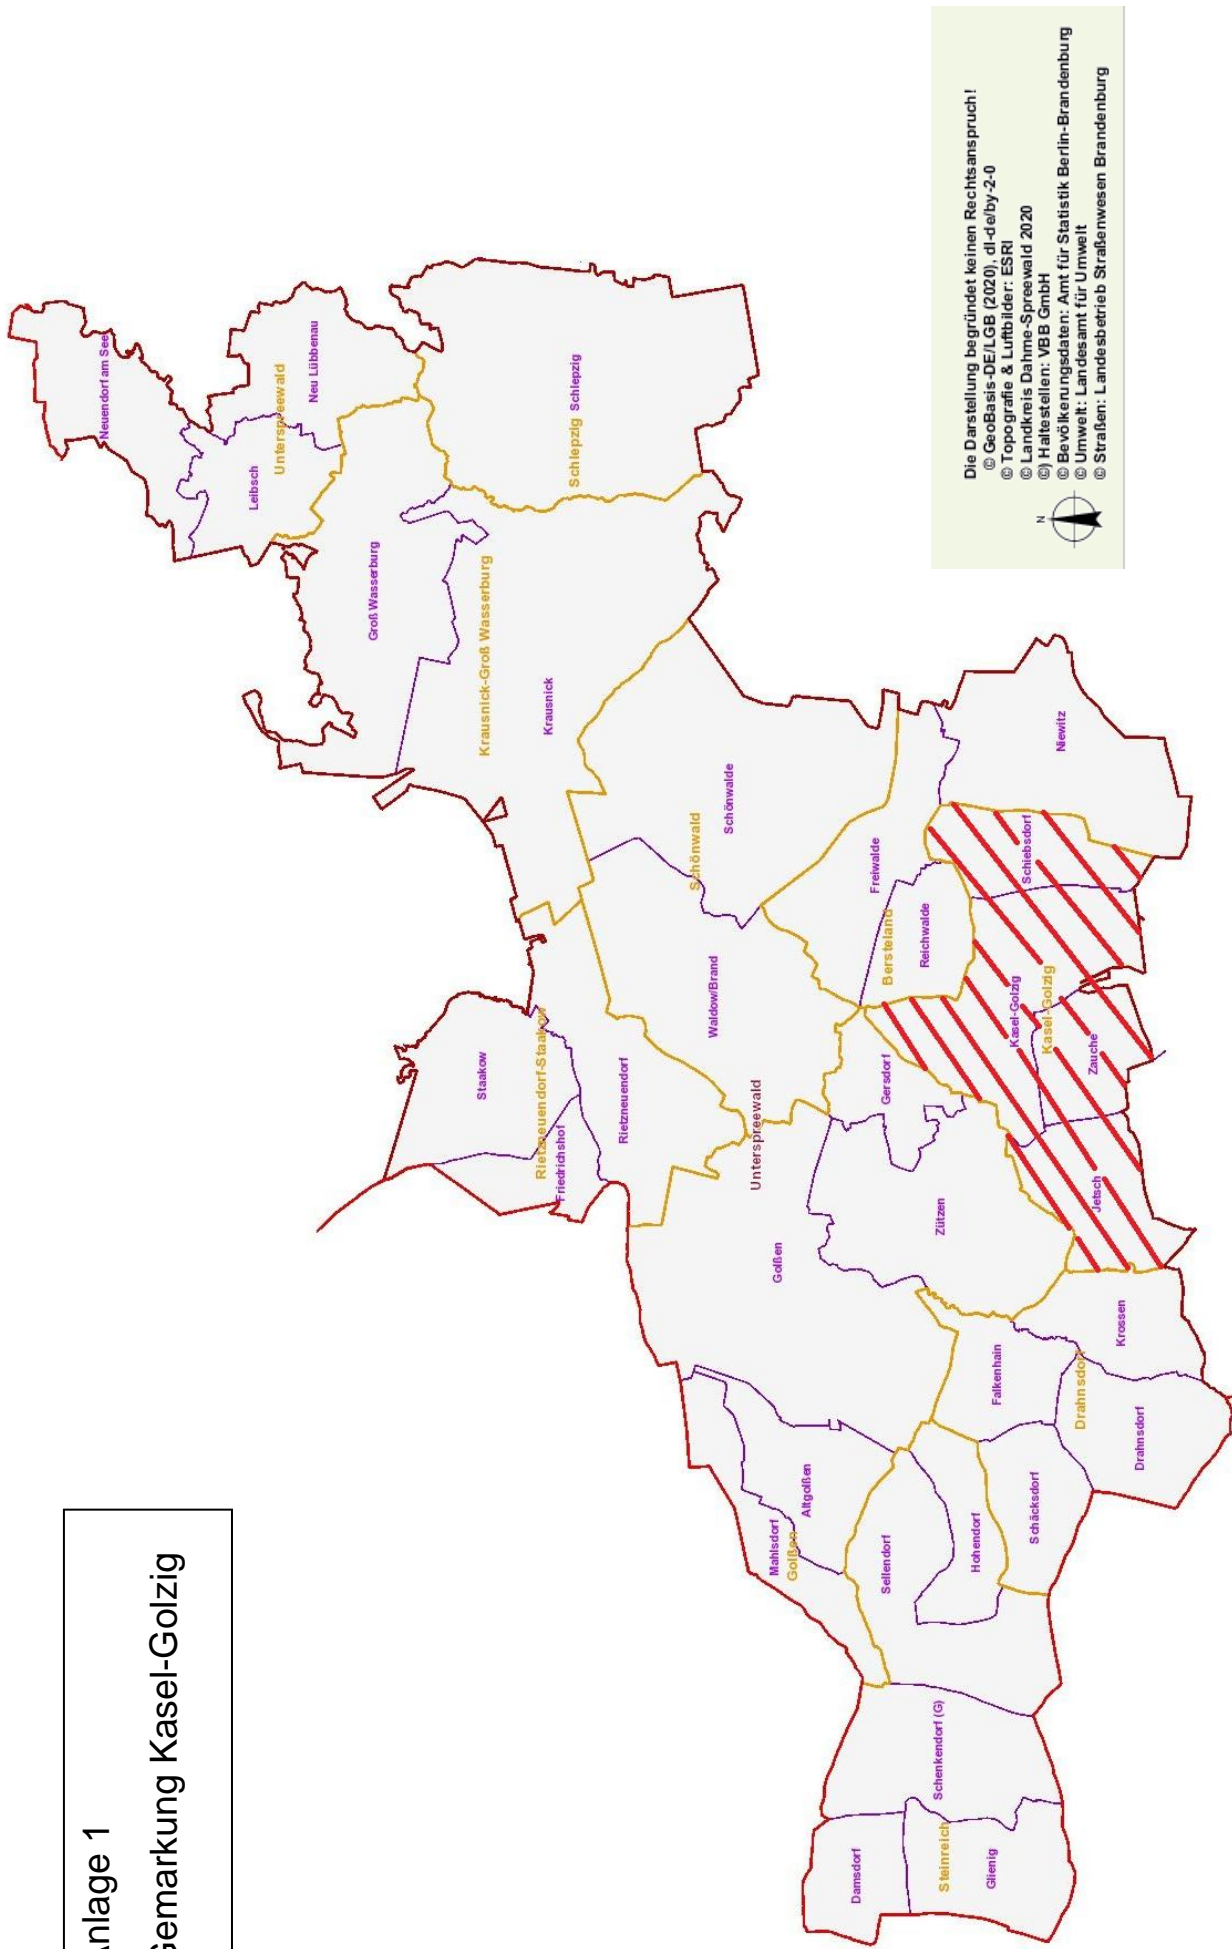 Anlage 1
Gemarkung Kasel-Golzig
Neuendorf am See
Leibsch
Unterspreewald
Neu Lübbenau
Groß Wasserburg
Krausnick-Groß Wasserburg
Krausnick
Schlepzig
Schlepzig
Staakow
Rietzneuendorf-Staakow
Friedrichshof
Rietzneuendorf
Waldow/Brand
Schönwald
Schönwalde
Unterspreewald
Freiwalde
Bersteland
Reichwalde
Niewitz
Schiebsdorf
Gersdorf
Kasel-Golzig
Kasel-Golzig
Zauche
Jetsch
Golßen
Zützen
Krossen
Falkenhain
Drahnsdorf
Drahnsdorf
Mahlsdorf
Golßen
Altgolßen
Sellendorf
Hohendorf
Schäcksdorf
Schenkendorf (G)
Damsdorf
Steinreich
Glienig
Die Darstellung begründet keinen Rechtsanspruch!
© GeoBasis-DE/LGB (2020), dl-de/by-2-0
© Topografie & Luftbilder: ESRI
© Landkreis Dahme-Spreewald 2020
©) Haltestellen: VBB GmbH
© Bevölkerungsdaten: Amt für Statistik Berlin-Brandenburg
© Umwelt: Landesamt für Umwelt
© Straßen: Landesbetrieb Straßenwesen Brandenburg
N